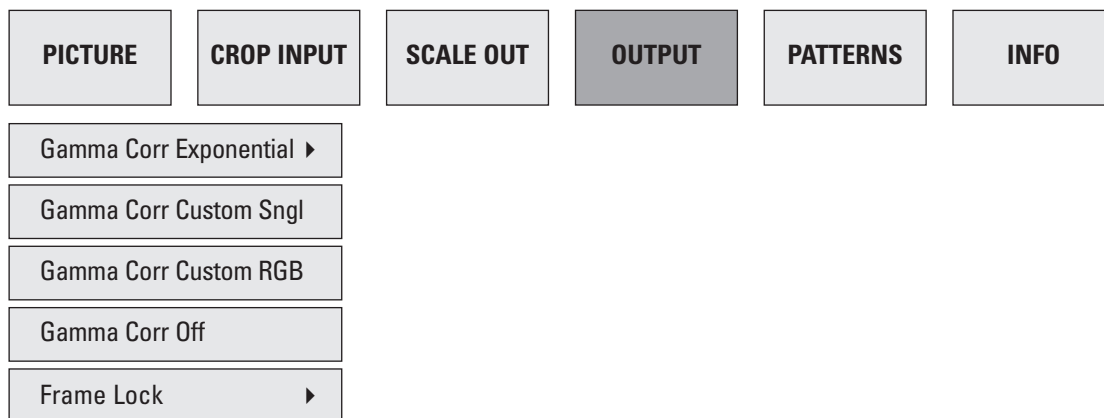 PICTURE CROP INPUT SCALE OUT OUTPUT PATTERNS INFO
Gamma Corr Exponential ▸
Gamma Corr Custom Sngl
Gamma Corr Custom RGB
Gamma Corr Off
Frame Lock ▸